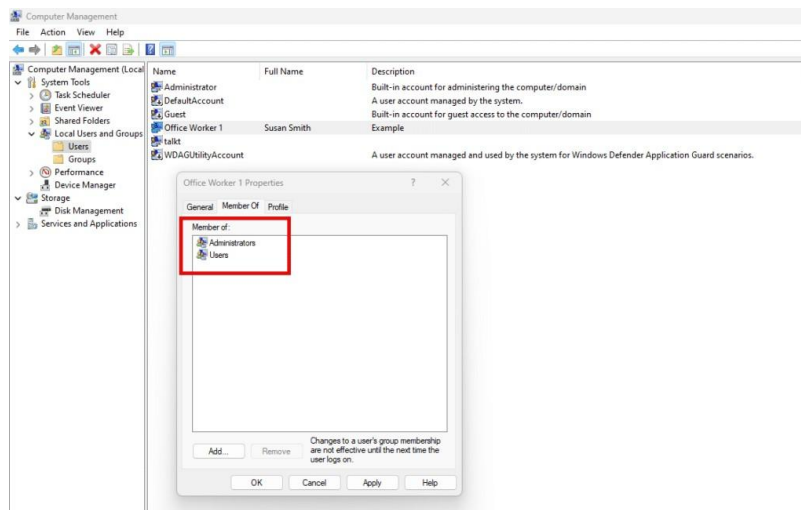 Computer Management
File Action View Help
Computer Management (Local
System Tools
Task Scheduler
Event Viewer
Shared Folders
Local Users and Groups
Users
Groups
Performance
Device Manager
Storage
Disk Management
Services and Applications
Name Full Name Description
Administrator Built-in account for administering the computer/domain
DefaultAccount A user account managed by the system.
Guest Built-in account for guest access to the computer/domain
Office Worker 1 Susan Smith Example
talkt
WDAGUtilityAccount A user account managed and used by the system for Windows Defender Application Guard scenarios.
Office Worker 1 Properties ?
General Member Of Profile
Member of:
Administrators
Users
Add... Remove
Changes to a user's group membership
are not effective until the next time the
user logs on.
OK Cancel Apply Help